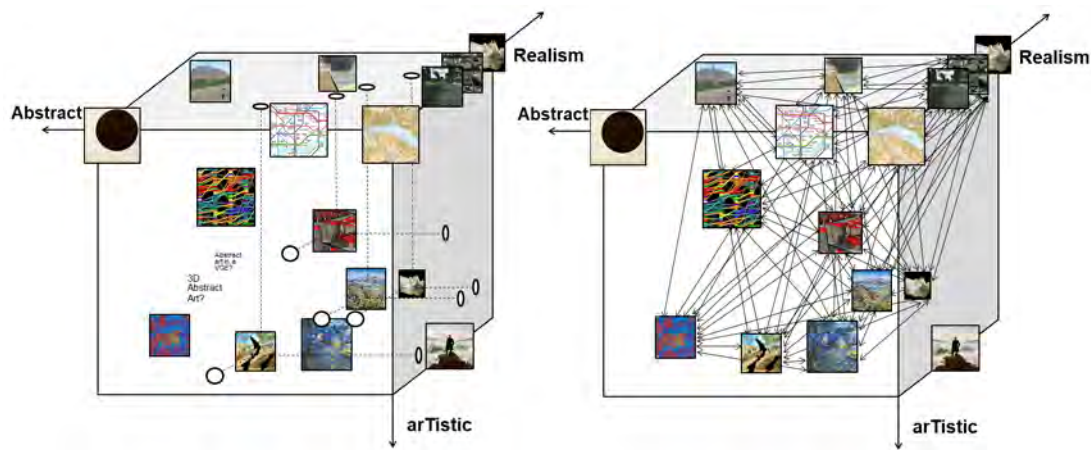 Realism
Abstract
Abstract
art in a
VGE?
3D
Abstract
Art?
arTistic
Realism
Abstract
arTistic